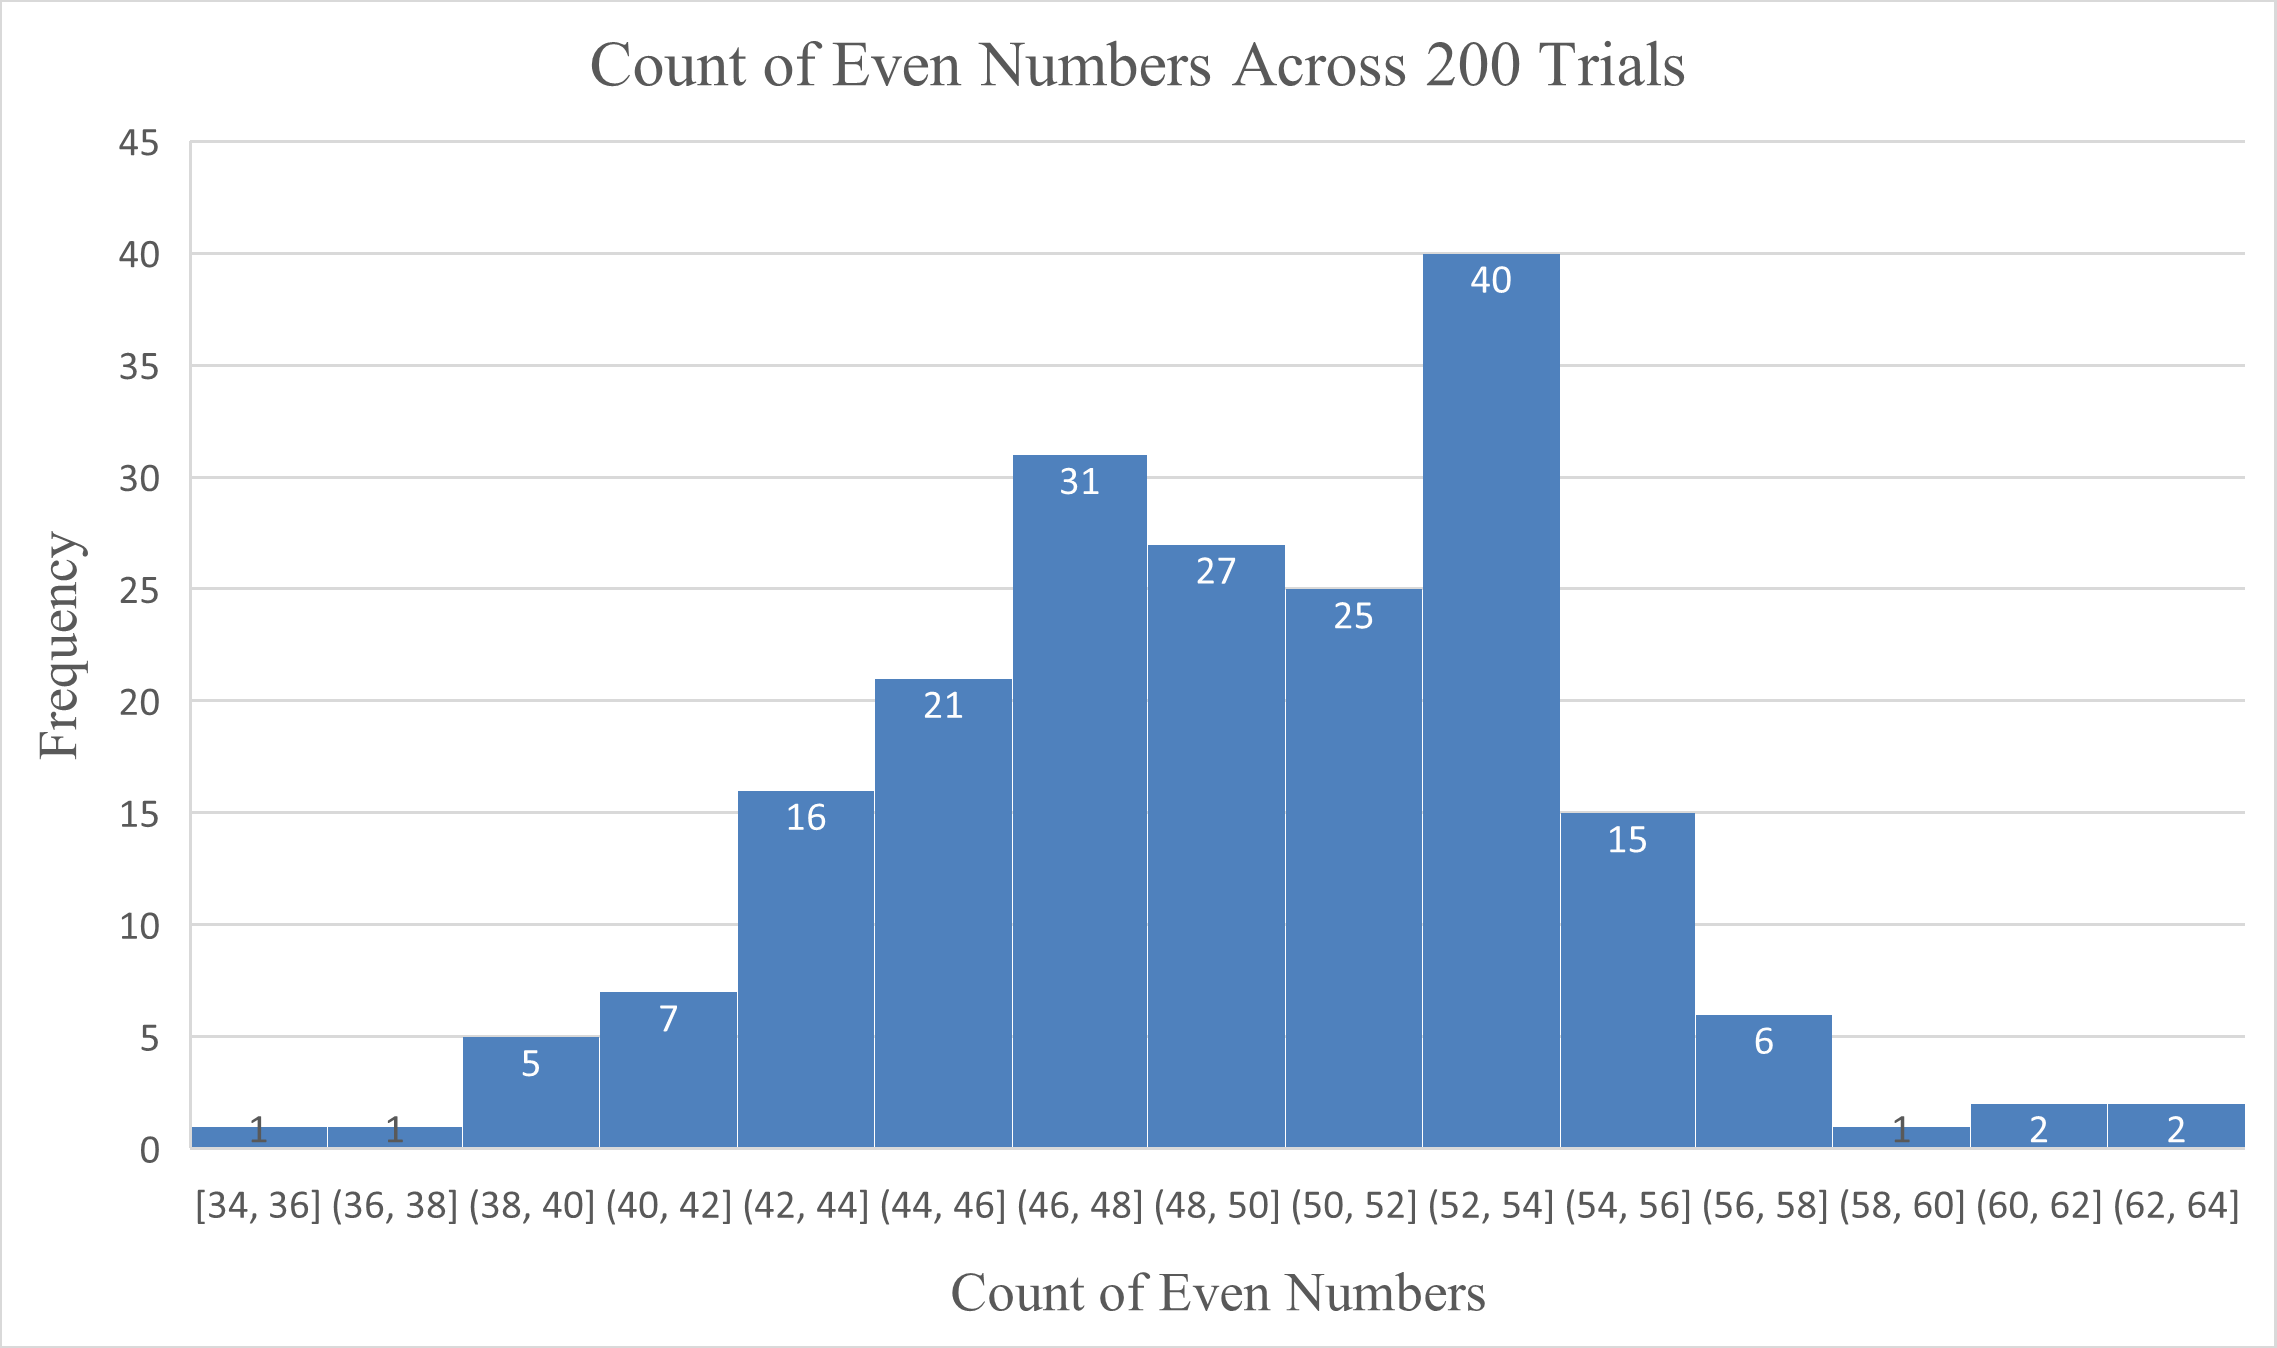 Count of Even Numbers Across 200 Trials
45
40
35
30
25
20
15
10
5
0
Frequency
1 1 5 7 16 21 31 27 25 40 15 6 1 2 2
[34, 36] (36, 38] (38, 40] (40, 42] (42, 44] (44, 46] (46, 48] (48, 50] (50, 52] (52, 54] (54, 56] (56, 58] (58, 60] (60, 62] (62, 64]
Count of Even Numbers